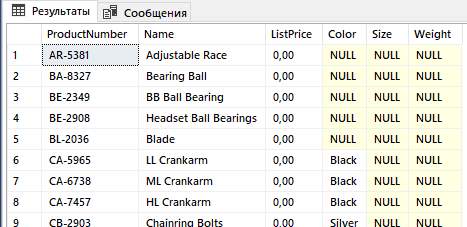 Результаты Сообщения
ProductNumber Name ListPrice Color Size Weight
1 AR-5381 Adjustable Race 0,00 NULL NULL NULL
2 BA-8327 Bearing Ball 0,00 NULL NULL NULL
3 BE-2349 BB Ball Bearing 0,00 NULL NULL NULL
4 BE-2908 Headset Ball Bearings 0,00 NULL NULL NULL
5 BL-2036 Blade 0,00 NULL NULL NULL
6 CA-5965 LL Crankarm 0,00 Black NULL NULL
7 CA-6738 ML Crankarm 0,00 Black NULL NULL
8 CA-7457 HL Crankarm 0,00 Black NULL NULL
9 CB-2903 Chainring Bolts 0,00 Silver NULL NULL